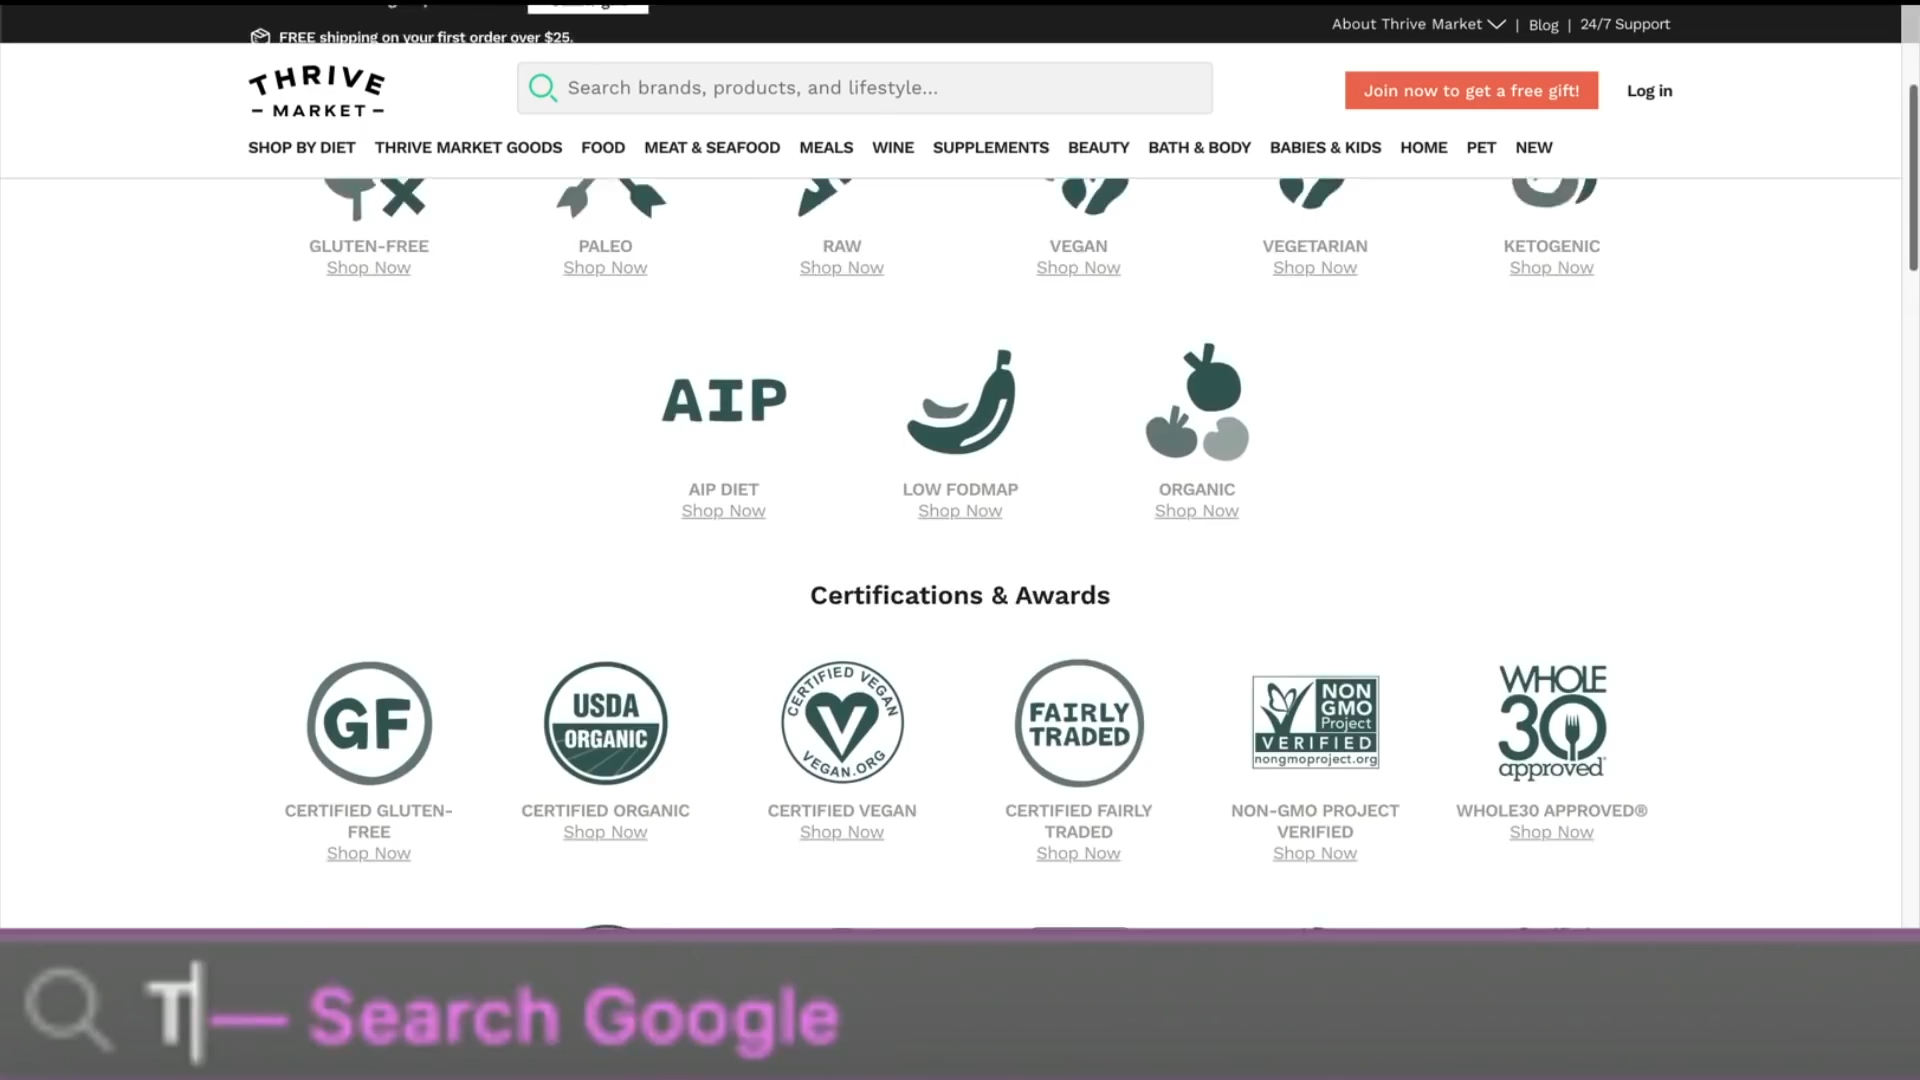 About Thrive Market | Blog | 24/7 Support
FREE shipping on your first order over $25.
THRIVE
MARKET
Search brands, products, and lifestyle...
Join now to get a free gift!
Log in
SHOP BY DIET THRIVE MARKET GOODS FOOD MEAT & SEAFOOD MEALS WINE SUPPLEMENTS BEAUTY BATH & BODY BABIES & KIDS HOME PET NEW
GLUTEN-FREE PALEO RAW VEGAN VEGETARIAN KETOGENIC
Shop Now Shop Now Shop Now Shop Now Shop Now Shop Now
AIP
AIP DIET LOW FODMAP ORGANIC
Shop Now Shop Now Shop Now
Certifications & Awards
GF
USDA
ORGANIC
CERTIFIED VEGAN
V
VEGAN.ORG
FAIRLY
TRADED
NON
GMO
Project
VERIFIED
nongmoproject.org
WHOLE
30
approved
CERTIFIED GLUTEN-
FREE
Shop Now
CERTIFIED ORGANIC
Shop Now
CERTIFIED VEGAN
Shop Now
CERTIFIED FAIRLY
TRADED
Shop Now
NON-GMO PROJECT
VERIFIED
Shop Now
WHOLE30 APPROVED®
Shop Now
T — Search Google